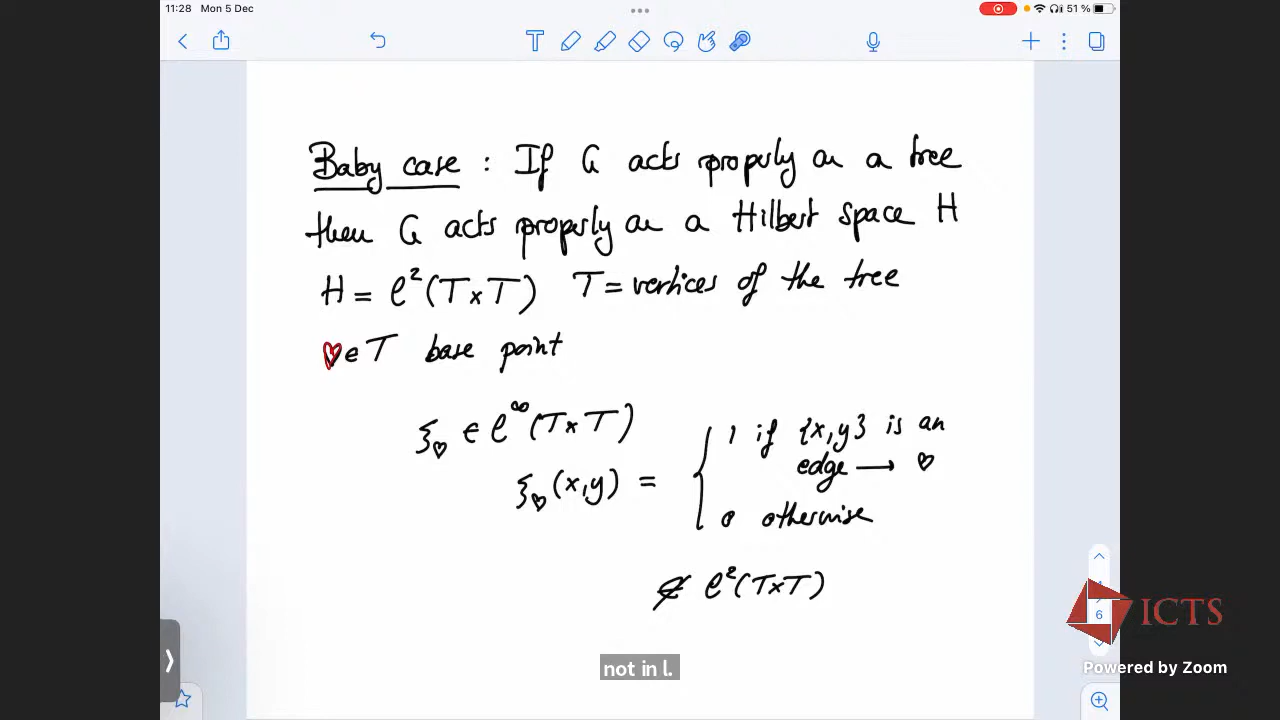 11:28 Mon 5 Dec
51 %
Baby case : If G acts properly on a tree
then G acts properly on a Hilbert space H
H = ℓ²(T×T) T = vertices of the tree
♡ ∈ T base point
ξ♡ ∈ ℓ^∞(T×T)
ξ♡(x,y) = { 1 if {x,y} is an
edge → ♡
0 otherwise
∉ ℓ²(T×T)
6
ICTS
not in l.
Powered by Zoom